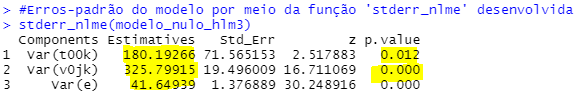 > #Erros-padrão do modelo por meio da função 'stderr_nlme' desenvolvida
> stderr_nlme(modelo_nulo_hlm3)
Components Estimatives Std_Err z p.value
1 Var(t00k) 180.19266 71.565153 2.517883 0.012
2 Var(v0jk) 325.79915 19.496009 16.711069 0.000
3 Var(e) 41.64939 1.376889 30.248916 0.000